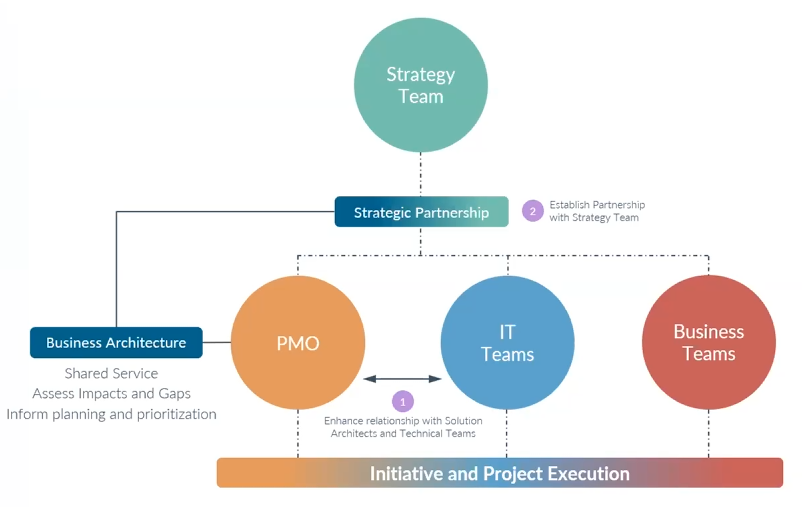 Strategy
Team
Strategic Partnership
2
Establish Partnership
with Strategy Team
Business Architecture
Shared Service
Assess Impacts and Gaps
Inform planning and prioritization
PMO
IT
Teams
Business
Teams
1
Enhance relationship with Solution
Architects and Technical Teams
Initiative and Project Execution